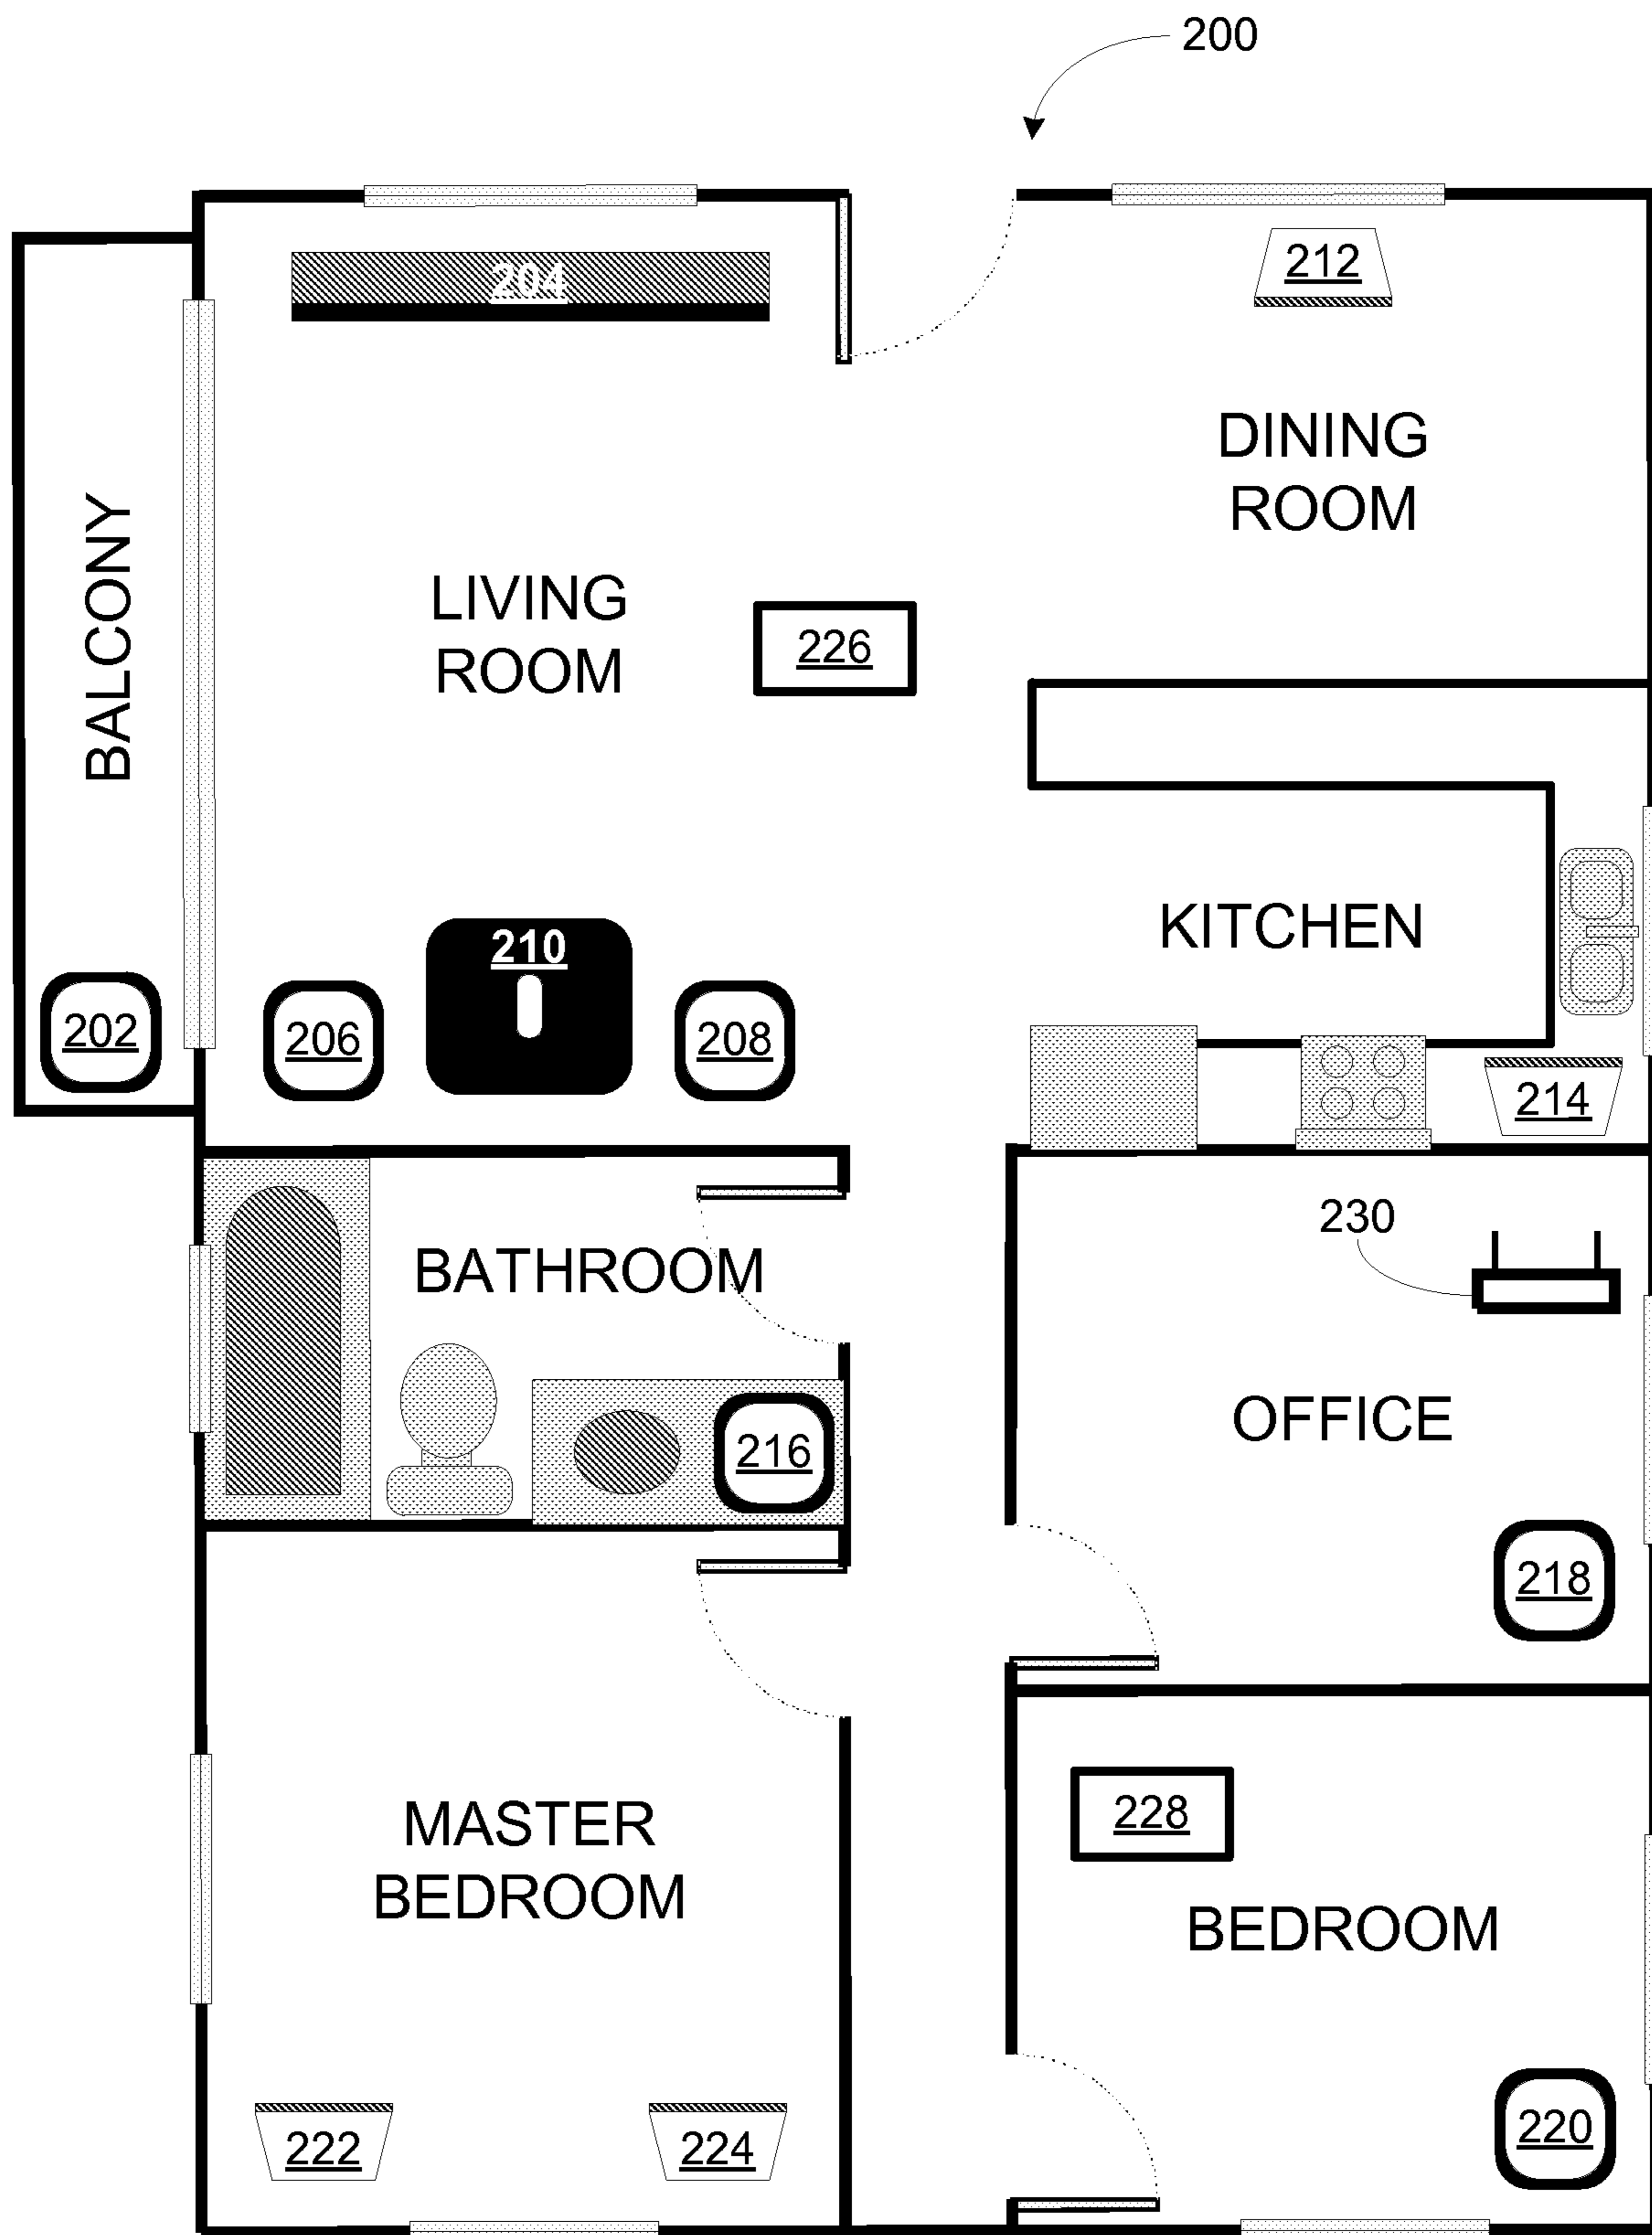 200
204
212
DINING
ROOM
BALCONY
LIVING
ROOM
226
KITCHEN
210
202
206
208
214
230
BATHROOM
OFFICE
216
218
228
MASTER
BEDROOM
BEDROOM
222
224
220